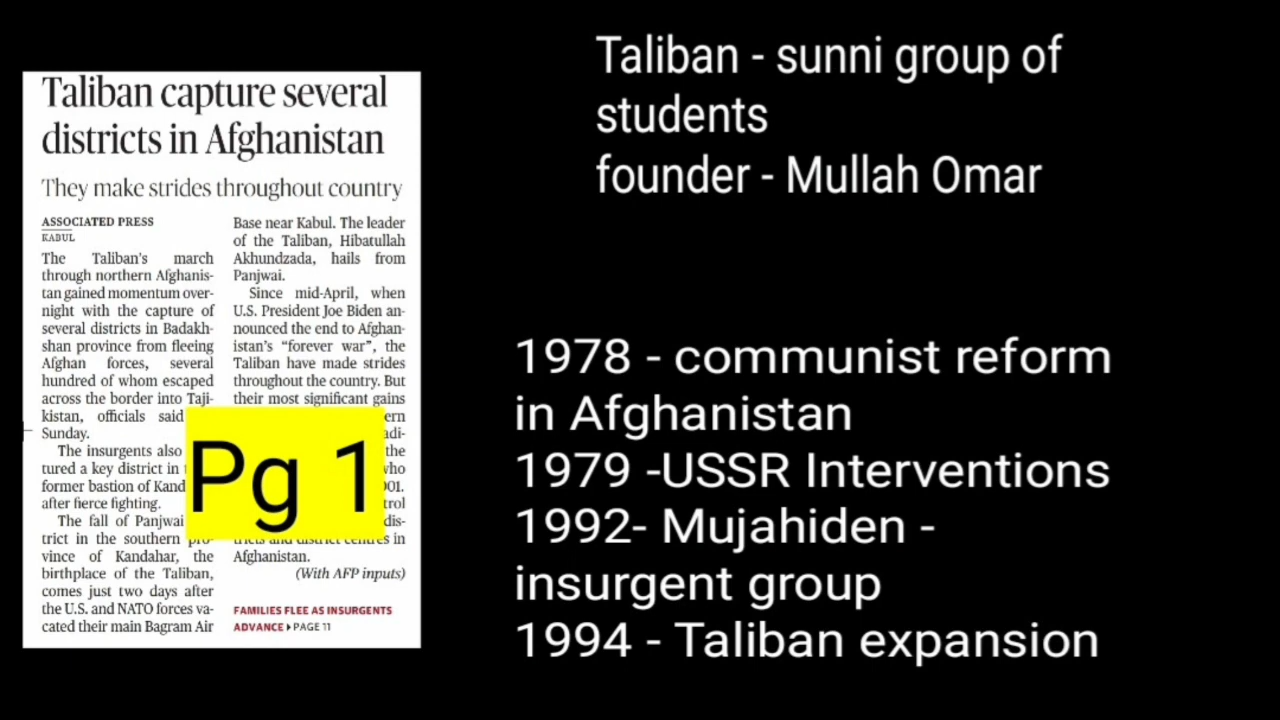 Taliban capture several
districts in Afghanistan
They make strides throughout country
ASSOCIATED PRESS
KABUL
The Taliban's march
through northern Afghanis-
tan gained momentum over-
night with the capture of
several districts in Badakh-
shan province from fleeing
Afghan forces, several
hundred of whom escaped
across the border into Taji-
kistan, officials said
Sunday.
The insurgents also
tured a key district in
former bastion of Kand
after fierce fighting.
The fall of Panjwai
trict in the southern pro-
vince of Kandahar, the
birthplace of the Taliban,
comes just two days after
the U.S. and NATO forces va-
cated their main Bagram Air
Base near Kabul. The leader
of the Taliban, Hibatullah
Akhundzada, hails from
Panjwai.
Since mid-April, when
U.S. President Joe Biden an-
nounced the end to Afghan-
istan's “forever war”, the
Taliban have made strides
throughout the country. But
their most significant gains
ern
adi-
the
who
001.
trol
dis-
tricts and district centres in
Afghanistan.
(With AFP inputs)
FAMILIES FLEE AS INSURGENTS
ADVANCE PAGE 11
Pg 1
Taliban - sunni group of
students
founder - Mullah Omar
1978 - communist reform
in Afghanistan
1979 -USSR Interventions
1992- Mujahiden -
insurgent group
1994 - Taliban expansion